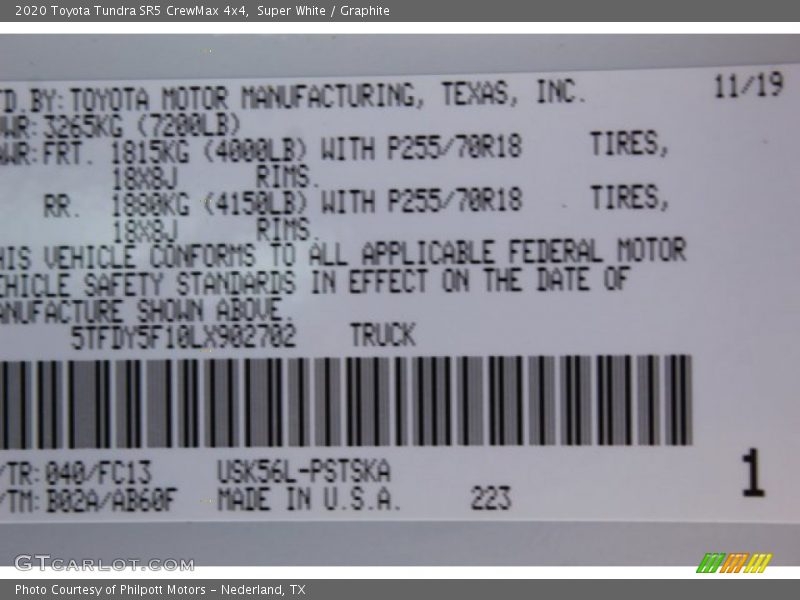 2020 Toyota Tundra SR5 CrewMax 4x4, Super White / Graphite
11/19
TD.BY:TOYOTA MOTOR MANUFACTURING, TEXAS, INC.
WR:3265KG (7200LB)
WR:FRT. 1815KG (4000LB) WITH P255/70R18 TIRES,
18X8J RIMS.
RR. 1880KG (4150LB) WITH P255/70R18 TIRES,
18X8J RIMS.
HIS VEHICLE CONFORMS TO ALL APPLICABLE FEDERAL MOTOR
EHICLE SAFETY STANDARDS IN EFFECT ON THE DATE OF
ANUFACTURE SHOWN ABOVE.
5TFDY5F10LX902702 TRUCK
/TR:040/FC13 USK56L-PSTSKA
/TM:B02A/AB60F MADE IN U.S.A. 223
1
GTCARLOT.COM
Photo Courtesy of Philpott Motors - Nederland, TX